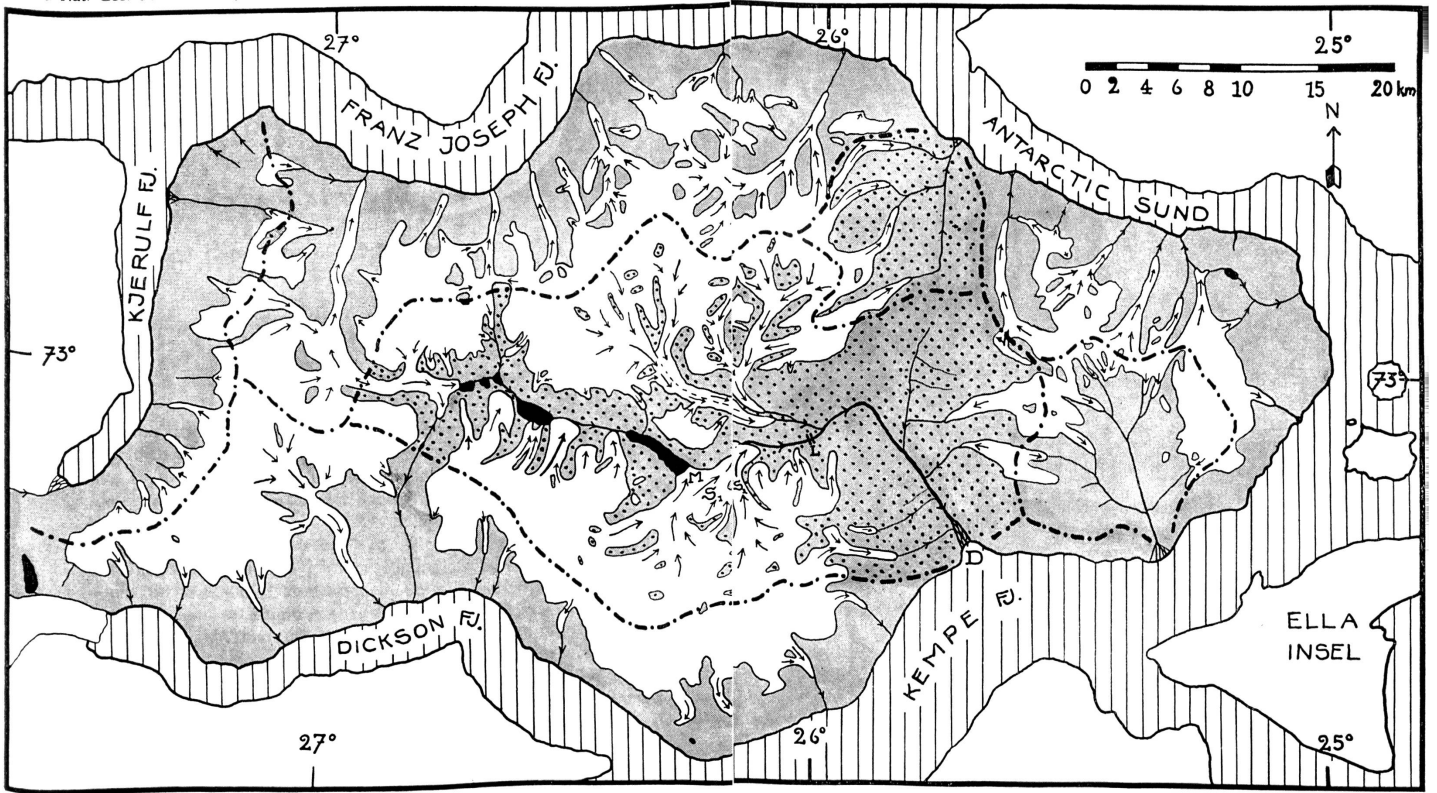 27°
26°
25°
0 2 4 6 8 10 15 20 km
N
FRANZ JOSEPH FJ.
ANTARCTIC SUND
KJERULF FJ.
73°
73°
L
M
S₁
S
D
DICKSON FJ.
KEMPE FJ.
ELLA
INSEL
27°
26°
25°